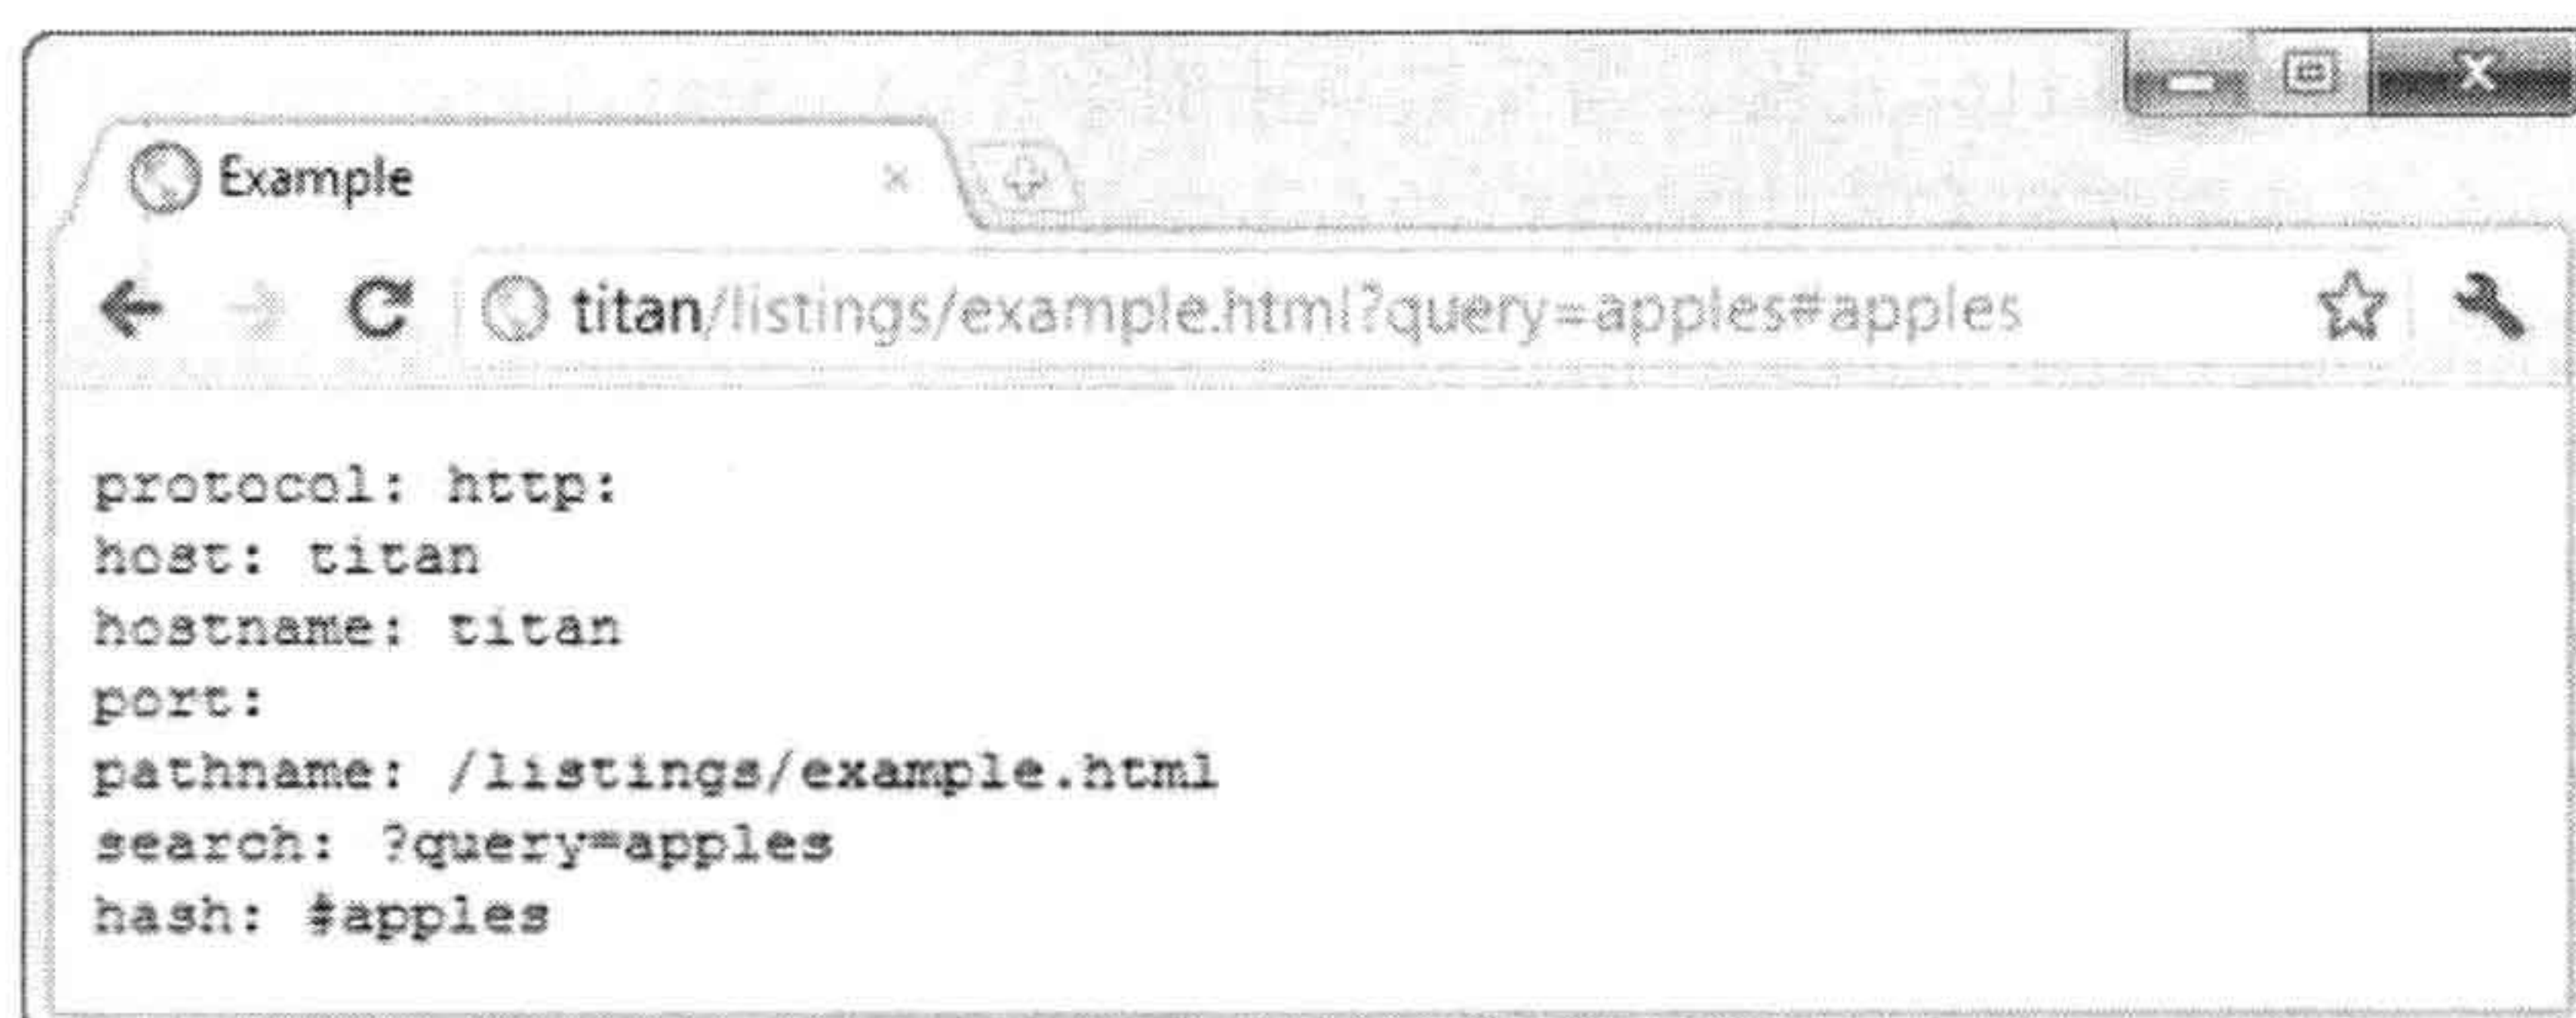 Example
titan/listings/example.html?query=apples#apples
protocol: http:
host: titan
hostname: titan
port:
pathname: /listings/example.html
search: ?query=apples
hash: #apples